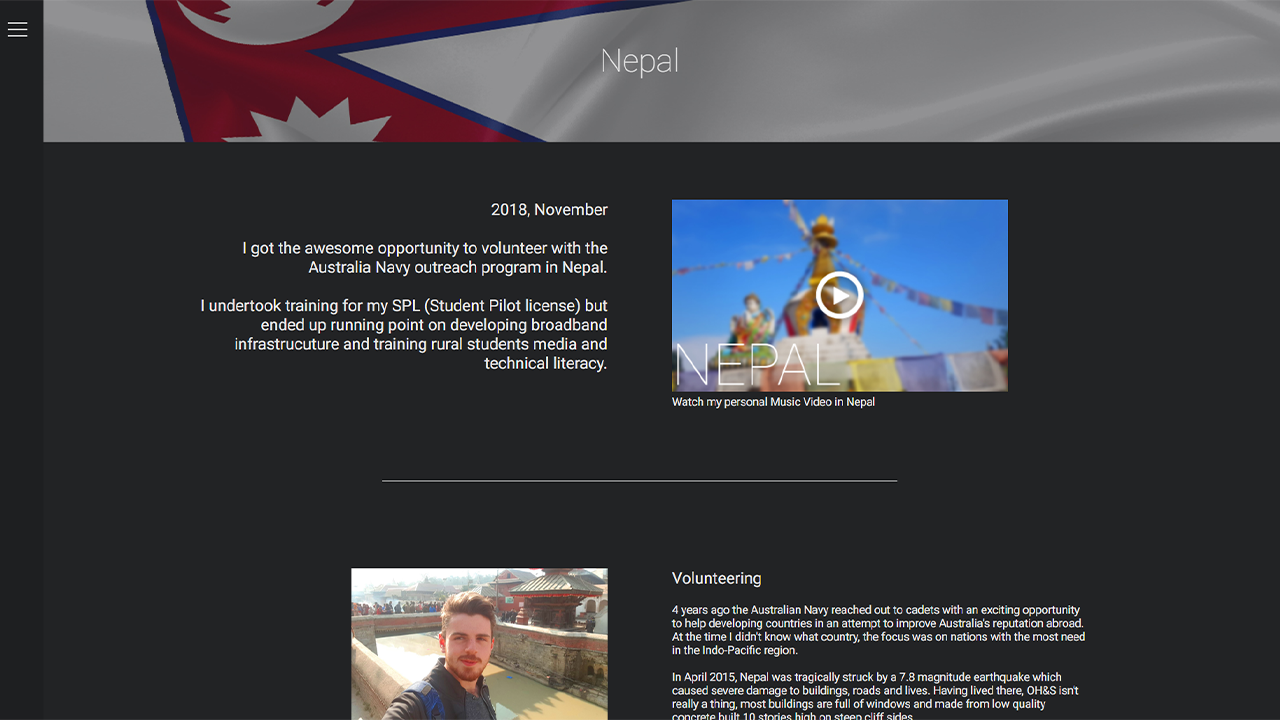 Nepal
2018, November
I got the awesome opportunity to volunteer with the
Australia Navy outreach program in Nepal.
I undertook training for my SPL (Student Pilot license) but
ended up running point on developing broadband
infrastrucuture and training rural students media and
technical literacy.
NEPAL
Watch my personal Music Video in Nepal
Volunteering
4 years ago the Australian Navy reached out to cadets with an exciting opportunity
to help developing countries in an attempt to improve Australia's reputation abroad.
At the time I didn't know what country, the focus was on nations with the most need
in the Indo-Pacific region.
In April 2015, Nepal was tragically struck by a 7.8 magnitude earthquake which
caused severe damage to buildings, roads and lives. Having lived there, OH&S isn't
really a thing, most buildings are full of windows and made from low quality
concrete built 10 stories high on steep cliff sides.